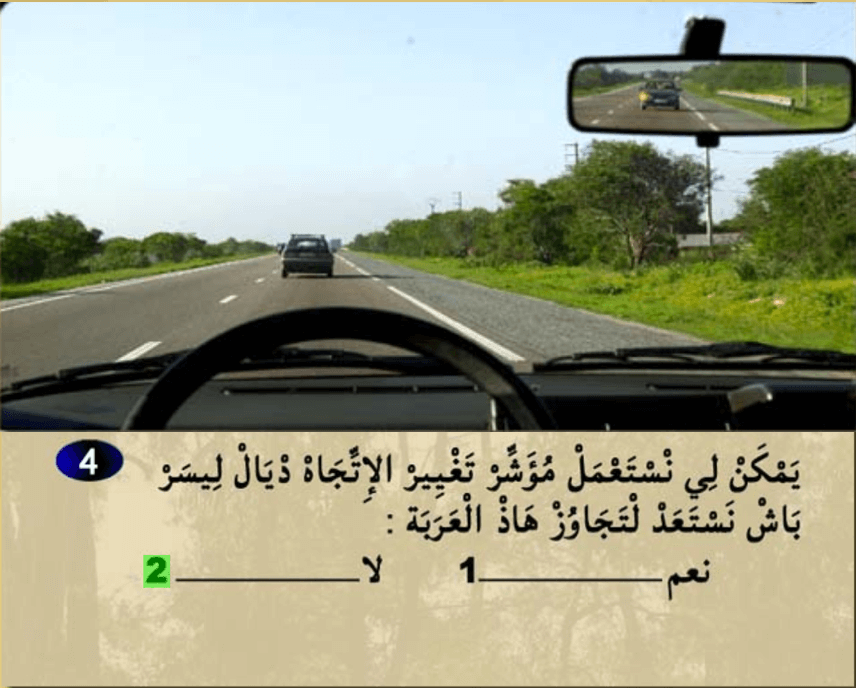 4
يَمْكَنْ لِي نْسْتَعْمَلْ مُؤَشِّرْ تَغْيِيرْ الإِتِّجَاهْ دْيَالْ لِيسَرْ
بَاشْ نَسْتَعَدْ لْتَجَاوُزْ هَاذْ الْعَرَبَة :
نعم 1 لا 2